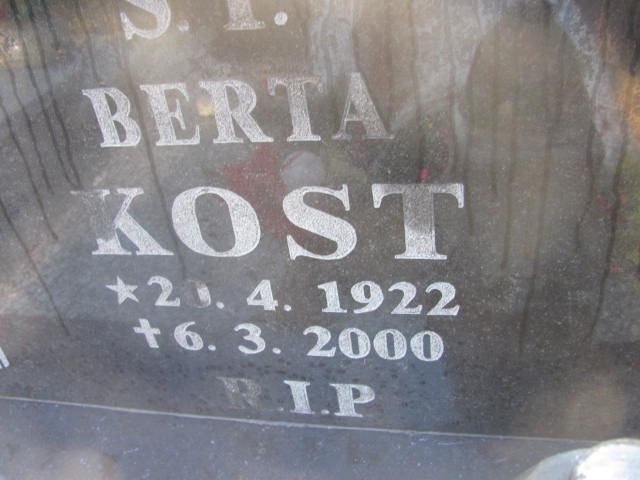 S. T.
BERTA
KOST
★20. 4. 1922
✝6. 3. 2000
R.I.P